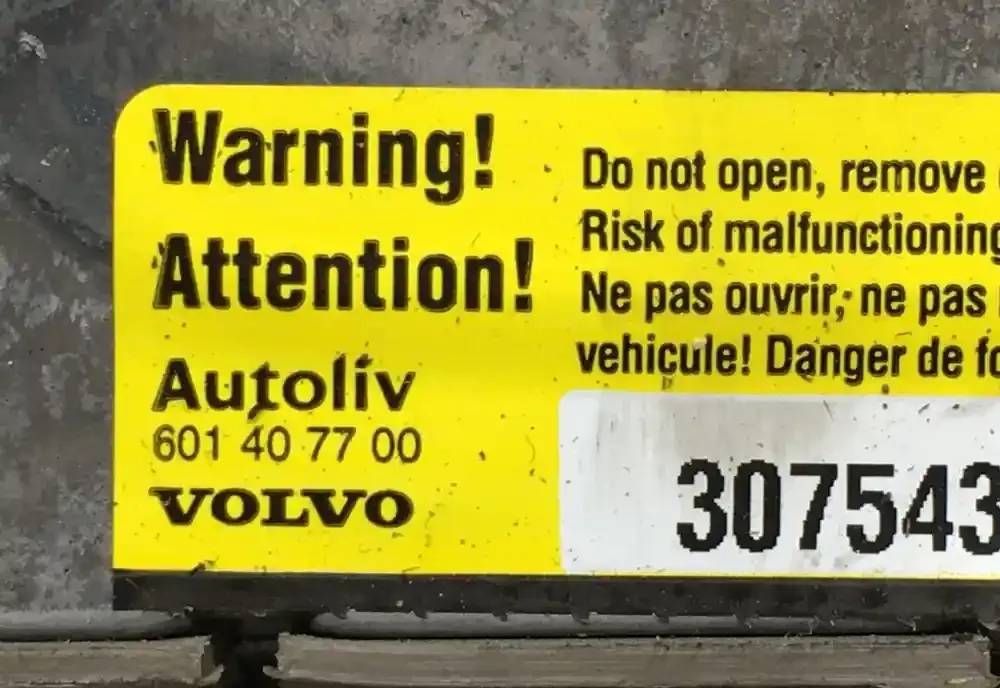 Warning!
Attention!
Autoliv
601 40 77 00
VOLVO
Do not open, remove
Risk of malfunctioning
Ne pas ouvrir, ne pas
vehicule! Danger de fo
307543